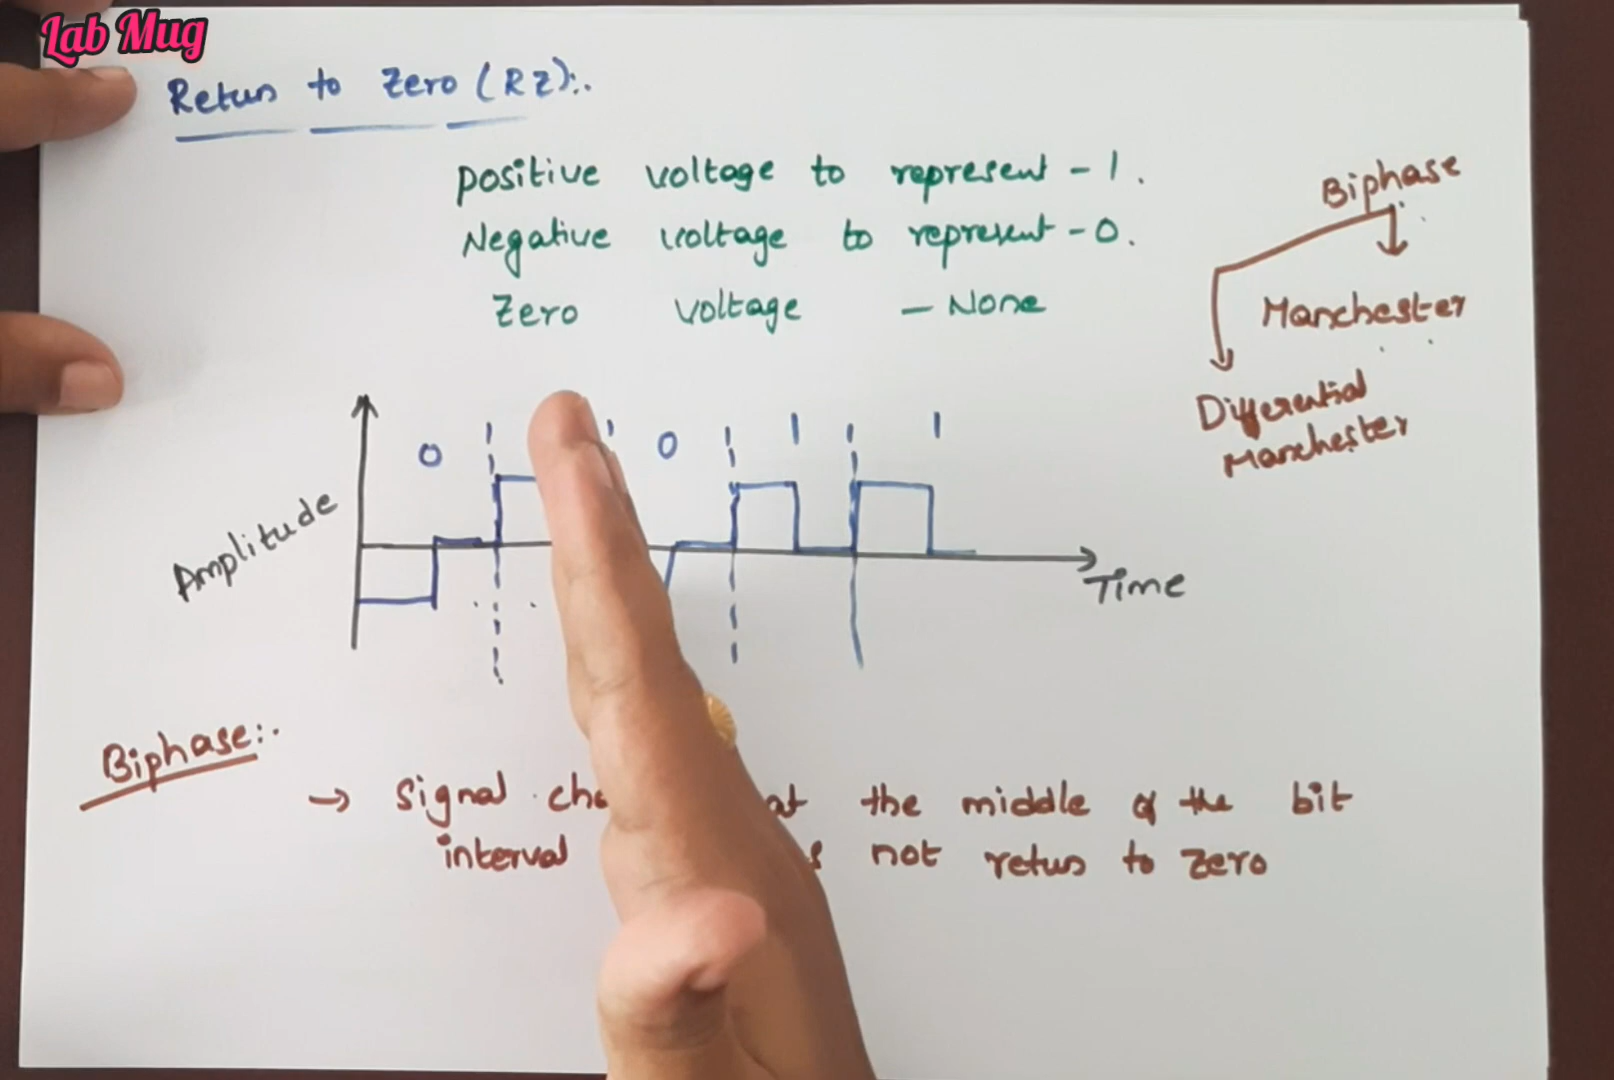 Lab Mug
Retun to Zero (RZ):.
positive voltage to represent - 1.
Negative voltage to represent - 0.
Zero voltage - None
Biphase
Manchester
Differential
Manchester
0 0 1 1
Amplitude
Time
Biphase:.
→ Signal at the middle of the bit
interval not retun to zero